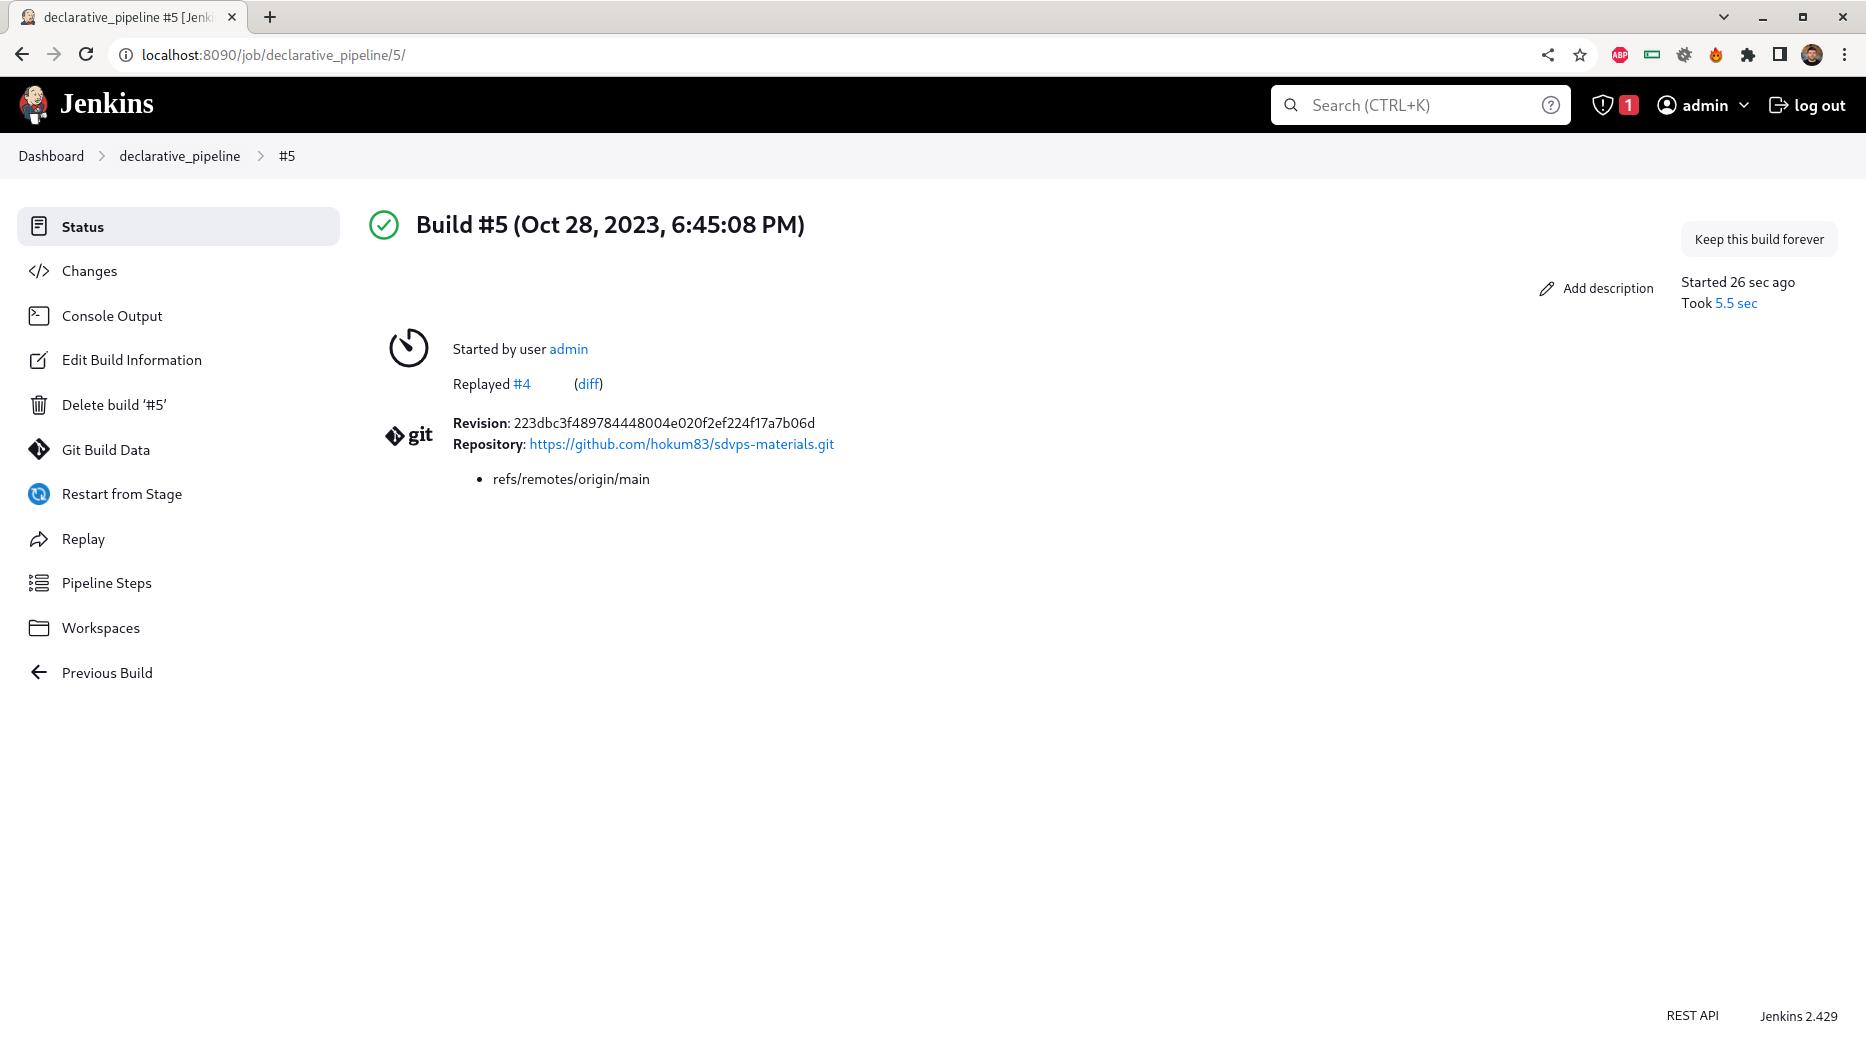 declarative_pipeline #5 [Jenki
localhost:8090/job/declarative_pipeline/5/
ABP
Jenkins
Search (CTRL+K)
?
1
admin
log out
Dashboard
declarative_pipeline
#5
Status
Changes
Console Output
Edit Build Information
Delete build ‘#5’
Git Build Data
Restart from Stage
Replay
Pipeline Steps
Workspaces
Previous Build
Build #5 (Oct 28, 2023, 6:45:08 PM)
Keep this build forever
Add description
Started 26 sec ago
Took 5.5 sec
Started by user admin
Replayed #4 (diff)
git
Revision: 223dbc3f489784448004e020f2ef224f17a7b06d
Repository: https://github.com/hokum83/sdvps-materials.git
• refs/remotes/origin/main
REST API
Jenkins 2.429